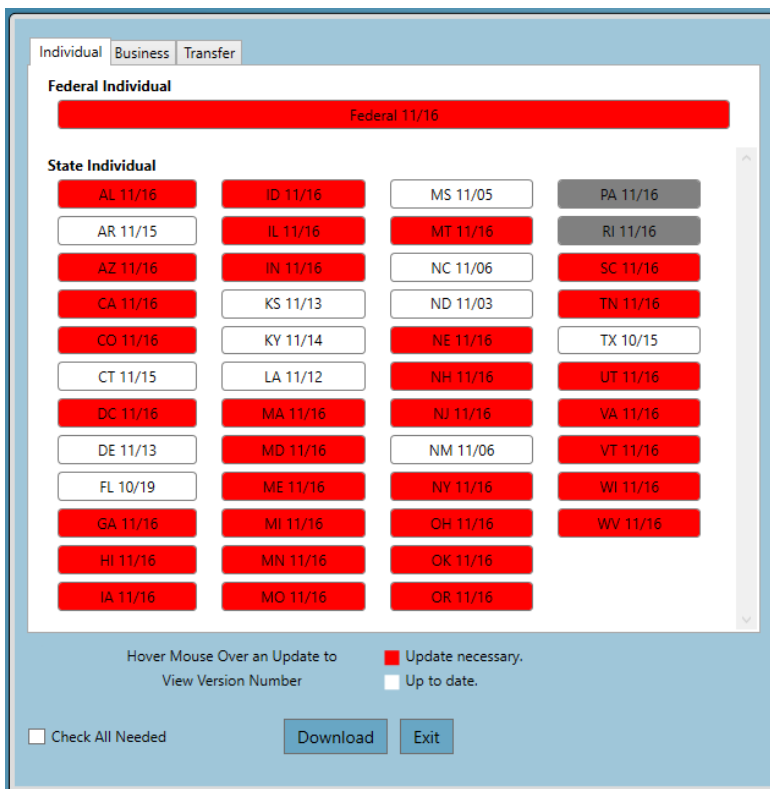 Individual Business Transfer
Federal Individual
Federal 11/16
State Individual
AL 11/16 ID 11/16 MS 11/05 PA 11/16
AR 11/15 IL 11/16 MT 11/16 RI 11/16
AZ 11/16 IN 11/16 NC 11/06 SC 11/16
CA 11/16 KS 11/13 ND 11/03 TN 11/16
CO 11/16 KY 11/14 NE 11/16 TX 10/15
CT 11/15 LA 11/12 NH 11/16 UT 11/16
DC 11/16 MA 11/16 NJ 11/16 VA 11/16
DE 11/13 MD 11/16 NM 11/06 VT 11/16
FL 10/19 ME 11/16 NY 11/16 WI 11/16
GA 11/16 MI 11/16 OH 11/16 WV 11/16
HI 11/16 MN 11/16 OK 11/16
IA 11/16 MO 11/16 OR 11/16
Hover Mouse Over an Update to Update necessary.
View Version Number Up to date.
Check All Needed Download Exit